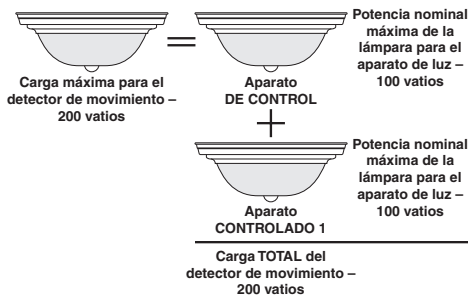 Carga máxima para el
detector de movimiento –
200 vatios
Aparato
DE CONTROL
Potencia nominal
máxima de la
lámpara para el
aparato de luz –
100 vatios
Aparato
CONTROLADO 1
Potencia nominal
máxima de la
lámpara para el
aparato de luz –
100 vatios
Carga TOTAL del
detector de movimiento –
200 vatios